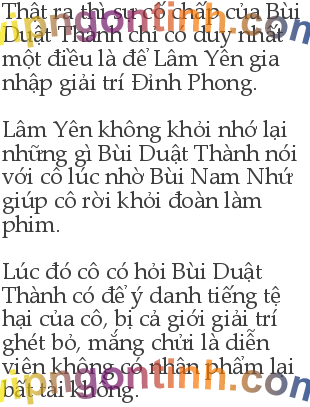 Thật ra thì sự cố chấp của Bùi
Duật Thành chỉ có duy nhất
một điều là để Lâm Yên gia
nhập giải trí Đỉnh Phong.
Lâm Yên không khỏi nhớ lại
những gì Bùi Duật Thành nói
với cô lúc nhờ Bùi Nam Nhứ
giúp cô rời khỏi đoàn làm
phim.
Lúc đó cô có hỏi Bùi Duật
Thành có để ý danh tiếng tệ
hại của cô, bị cả giới giải trí
ghét bỏ, mắng chửi là diễn
viên không có nhân phẩm lại
bất tài không.